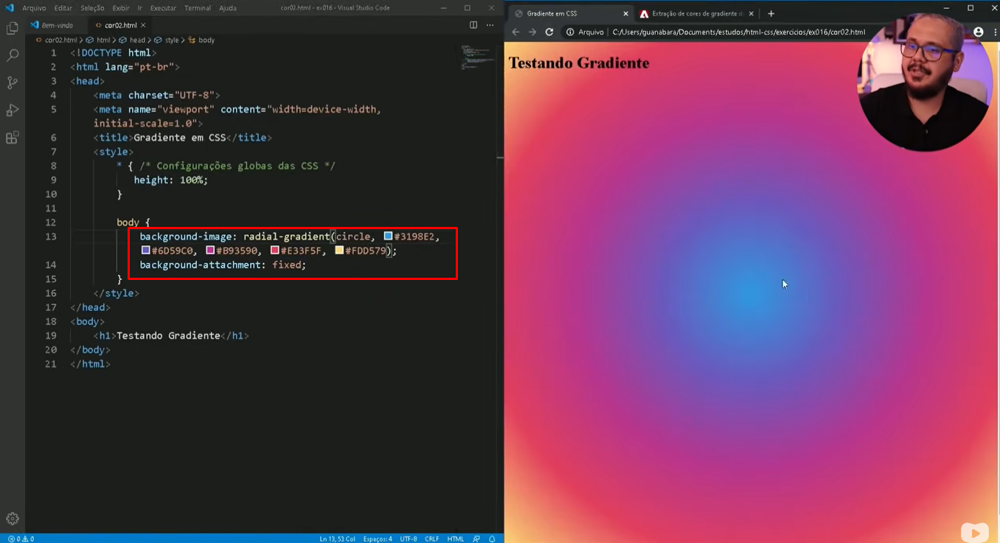 Arquivo Editar Seleção Exibir Ir Executar Terminal Ajuda cor02.html - ex016 - Visual Studio Code
Bem-vindo cor02.html
cor02.html > html > head > style > body
1 <!DOCTYPE html>
2 <html lang="pt-br">
3 <head>
4 <meta charset="UTF-8">
5 <meta name="viewport" content="width=device-width,
initial-scale=1.0">
6 <title>Gradiente em CSS</title>
7 <style>
8 * { /* Configurações globas das CSS */
9 height: 100%;
10 }
11
12 body {
13 background-image: radial-gradient(circle, #3198E2,
#6D59C0, #B93590, #E33F5F, #FDD579);
14 background-attachment: fixed;
15 }
16 </style>
17 </head>
18 <body>
19 <h1>Testando Gradiente</h1>
20 </body>
21 </html>
0 0 Ln 13, 53 Col Espaços: 4 UTF-8 CRLF HTML
Gradiente em CSS Extração de cores de gradiente d
Arquivo C:/Users/guanabara/Documents/estudos/html-css/exercicios/ex016/cor02.html
Testando Gradiente